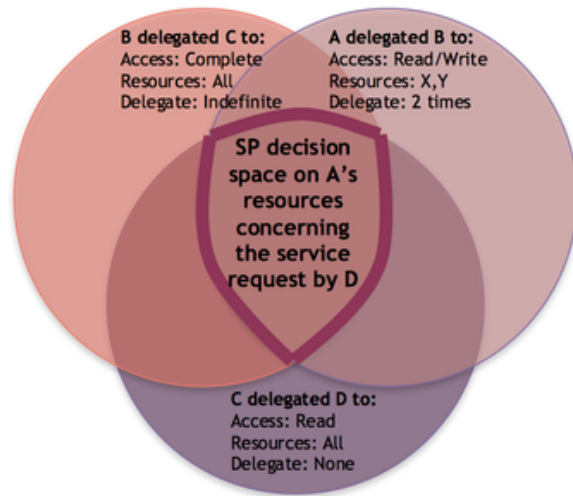 B delegated C to:
Access: Complete
Resources: All
Delegate: Indefinite
A delegated B to:
Access: Read/Write
Resources: X,Y
Delegate: 2 times
SP decision
space on A's
resources
concerning
the service
request by D
C delegated D to:
Access: Read
Resources: All
Delegate: None